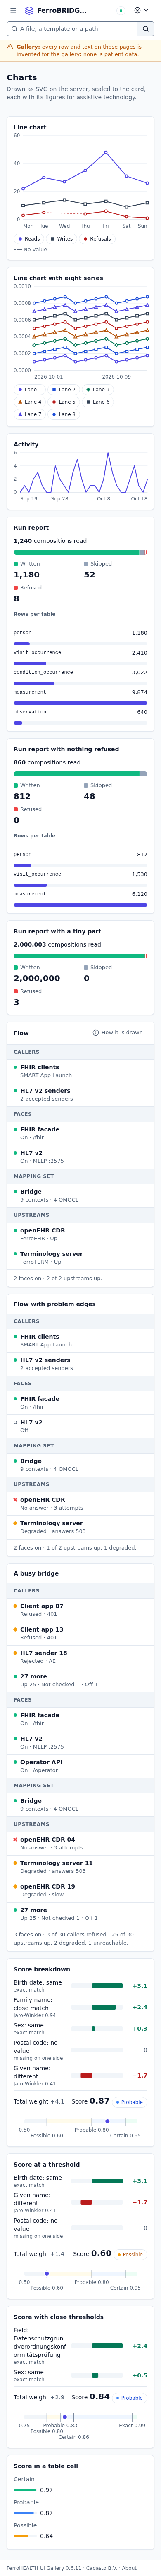 FerroBRIDG...
A file, a template or a path
Gallery: every row and text on these pages is
invented for the gallery; none is patient data.
Charts
Drawn as SVG on the server, scaled to the card, each
with its figures for assistive technology.
Line chart
60
40
20
0
Mon Tue Wed Thu Fri Sat Sun
Reads Writes Refusals
No value
Line chart with eight series
0.0010
0.0008
0.0006
0.0004
0.0002
0.0000
2026-10-01 2026-10-09
Lane 1 Lane 2 Lane 3
Lane 4 Lane 5 Lane 6
Lane 7 Lane 8
Activity
6
4
2
0
Sep 19 Sep 28 Oct 8 Oct 18
Run report
1,240 compositions read
Written Skipped
1,180 52
Refused
8
Rows per table
person 1,180
visit_occurrence 2,410
condition_occurrence 3,022
measurement 9,874
observation 640
Run report with nothing refused
860 compositions read
Written Skipped
812 48
Refused
0
Rows per table
person 812
visit_occurrence 1,530
measurement 6,120
Run report with a tiny part
2,000,003 compositions read
Written Skipped
2,000,000 0
Refused
3
Flow How it is drawn
CALLERS
FHIR clients
SMART App Launch
HL7 v2 senders
2 accepted senders
FACES
FHIR facade
On · /fhir
HL7 v2
On · MLLP :2575
MAPPING SET
Bridge
9 contexts · 4 OMOCL
UPSTREAMS
openEHR CDR
FerroEHR · Up
Terminology server
FerroTERM · Up
2 faces on · 2 of 2 upstreams up.
Flow with problem edges
CALLERS
FHIR clients
SMART App Launch
HL7 v2 senders
2 accepted senders
FACES
FHIR facade
On · /fhir
HL7 v2
Off
MAPPING SET
Bridge
9 contexts · 4 OMOCL
UPSTREAMS
openEHR CDR
No answer · 3 attempts
Terminology server
Degraded · answers 503
2 faces on · 1 of 2 upstreams up, 1 degraded.
A busy bridge
CALLERS
Client app 07
Refused · 401
Client app 13
Refused · 401
HL7 sender 18
Rejected · AE
27 more
Up 25 · Not checked 1 · Off 1
FACES
FHIR facade
On · /fhir
HL7 v2
On · MLLP :2575
Operator API
On · /operator
MAPPING SET
Bridge
9 contexts · 4 OMOCL
UPSTREAMS
openEHR CDR 04
No answer · 3 attempts
Terminology server 11
Degraded · answers 503
openEHR CDR 19
Degraded · slow
27 more
Up 25 · Not checked 1 · Off 1
3 faces on · 3 of 30 callers refused · 25 of 30
upstreams up, 2 degraded, 1 unreachable.
Score breakdown
Birth date: same
exact match +3.1
Family name:
close match
Jaro-Winkler 0.94 +2.4
Sex: same
exact match +0.3
Postal code: no
value
missing on one side 0
Given name:
different
Jaro-Winkler 0.41 −1.7
Total weight +4.1 Score 0.87 Probable
0.50 Probable 0.80
Possible 0.60 Certain 0.95
Score at a threshold
Birth date: same
exact match +3.1
Given name:
different
Jaro-Winkler 0.41 −1.7
Postal code: no
value
missing on one side 0
Total weight +1.4 Score 0.60 Possible
0.50 Probable 0.80
Possible 0.60 Certain 0.95
Score with close thresholds
Field:
Datenschutzgrun
dverordnungskonf
ormitätsprüfung
exact match +2.4
Sex: same
exact match +0.5
Total weight +2.9 Score 0.84 Probable
0.75 Probable 0.83 Exact 0.99
Possible 0.80
Certain 0.86
Score in a table cell
Certain
0.97
Probable
0.87
Possible
0.64
FerroHEALTH UI Gallery 0.6.11 · Cadasto B.V. · About